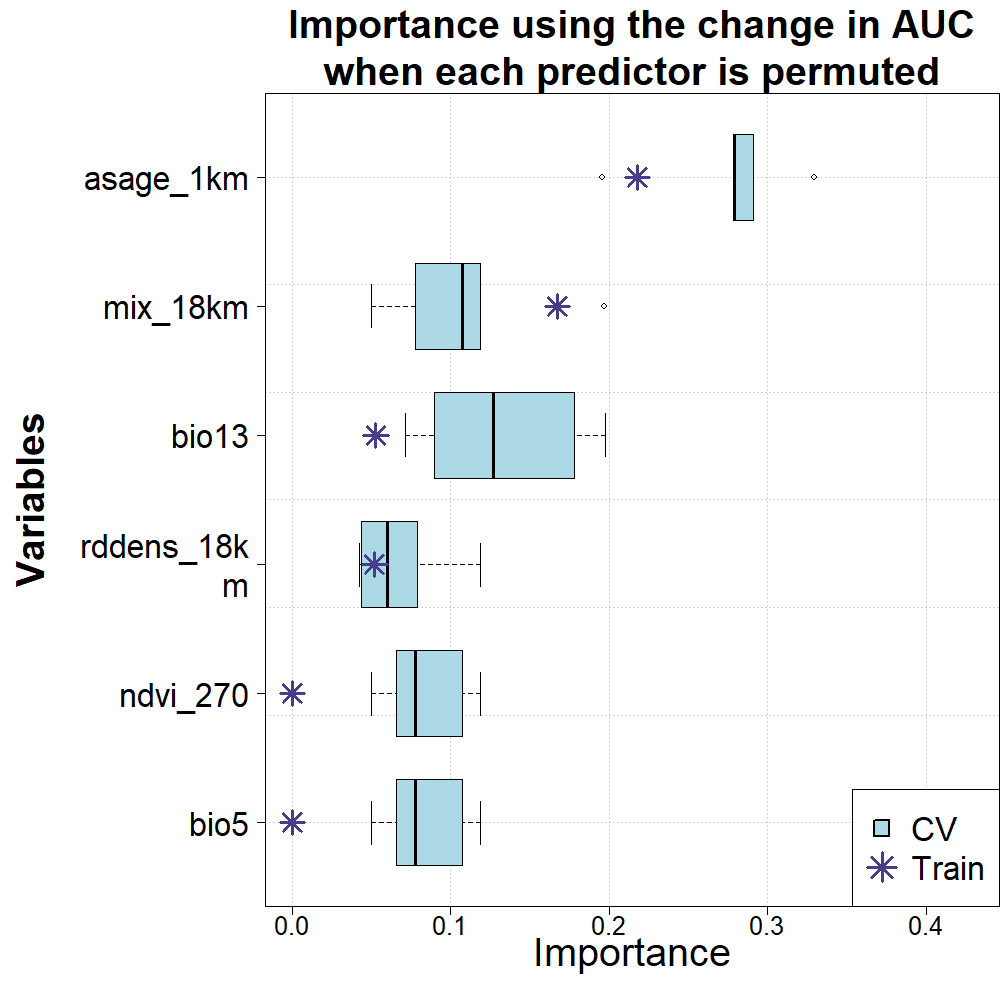 Importance using the change in AUC
when each predictor is permuted
Variables
asage_1km
mix_18km
bio13
rddens_18k
m
ndvi_270
bio5
CV
Train
0.0 0.1 0.2 0.3 0.4
Importance